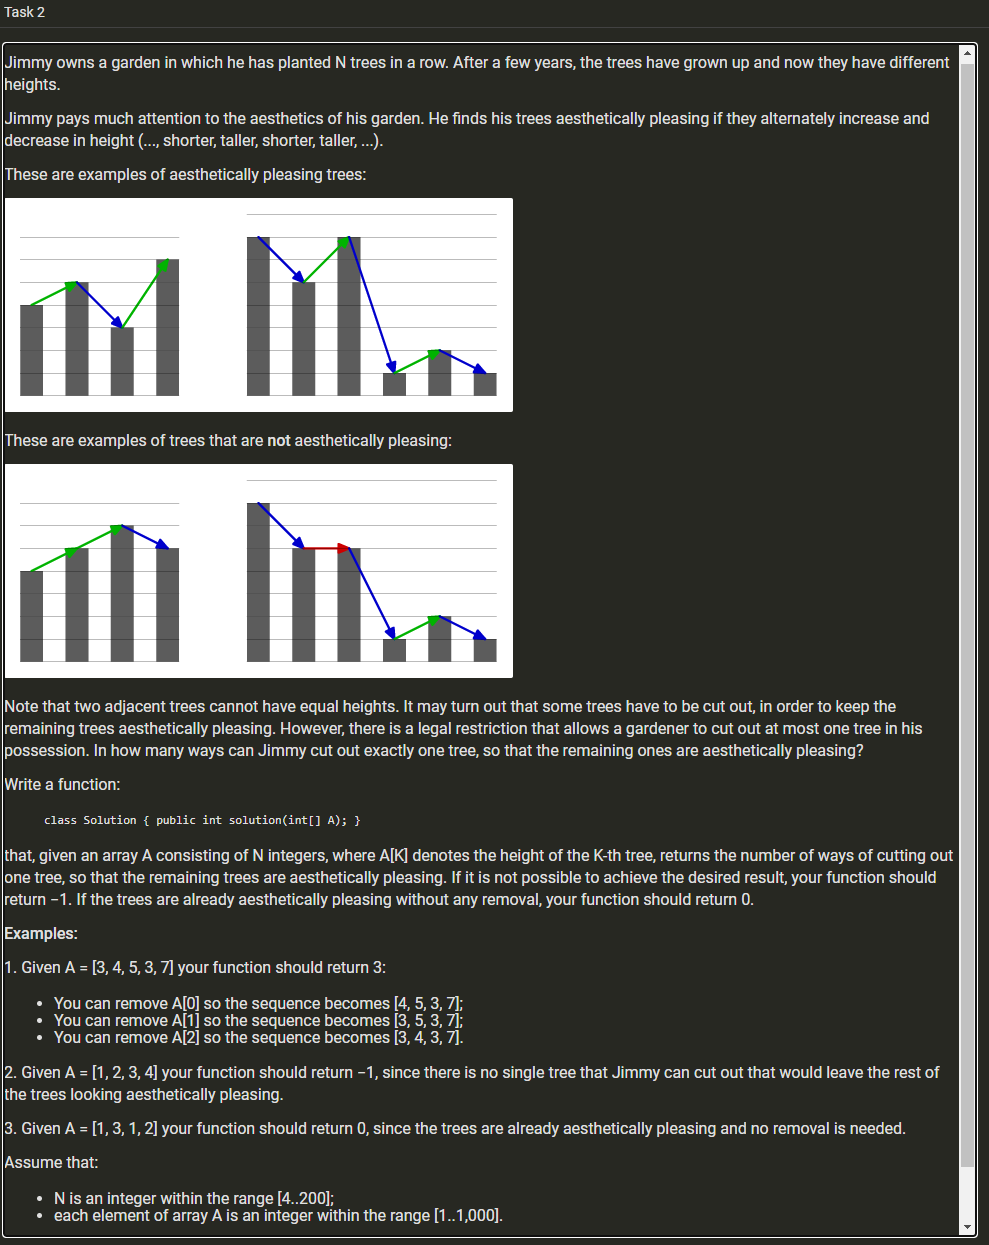 Task 2
Jimmy owns a garden in which he has planted N trees in a row. After a few years, the trees have grown up and now they have different
heights.
Jimmy pays much attention to the aesthetics of his garden. He finds his trees aesthetically pleasing if they alternately increase and
decrease in height (..., shorter, taller, shorter, taller, ...).
These are examples of aesthetically pleasing trees:
These are examples of trees that are not aesthetically pleasing:
Note that two adjacent trees cannot have equal heights. It may turn out that some trees have to be cut out, in order to keep the
remaining trees aesthetically pleasing. However, there is a legal restriction that allows a gardener to cut out at most one tree in his
possession. In how many ways can Jimmy cut out exactly one tree, so that the remaining ones are aesthetically pleasing?
Write a function:
class Solution { public int solution(int[] A); }
that, given an array A consisting of N integers, where A[K] denotes the height of the K-th tree, returns the number of ways of cutting out
one tree, so that the remaining trees are aesthetically pleasing. If it is not possible to achieve the desired result, your function should
return −1. If the trees are already aesthetically pleasing without any removal, your function should return 0.
Examples:
1. Given A = [3, 4, 5, 3, 7] your function should return 3:
• You can remove A[0] so the sequence becomes [4, 5, 3, 7];
• You can remove A[1] so the sequence becomes [3, 5, 3, 7];
• You can remove A[2] so the sequence becomes [3, 4, 3, 7].
2. Given A = [1, 2, 3, 4] your function should return −1, since there is no single tree that Jimmy can cut out that would leave the rest of
the trees looking aesthetically pleasing.
3. Given A = [1, 3, 1, 2] your function should return 0, since the trees are already aesthetically pleasing and no removal is needed.
Assume that:
• N is an integer within the range [4..200];
• each element of array A is an integer within the range [1..1,000].